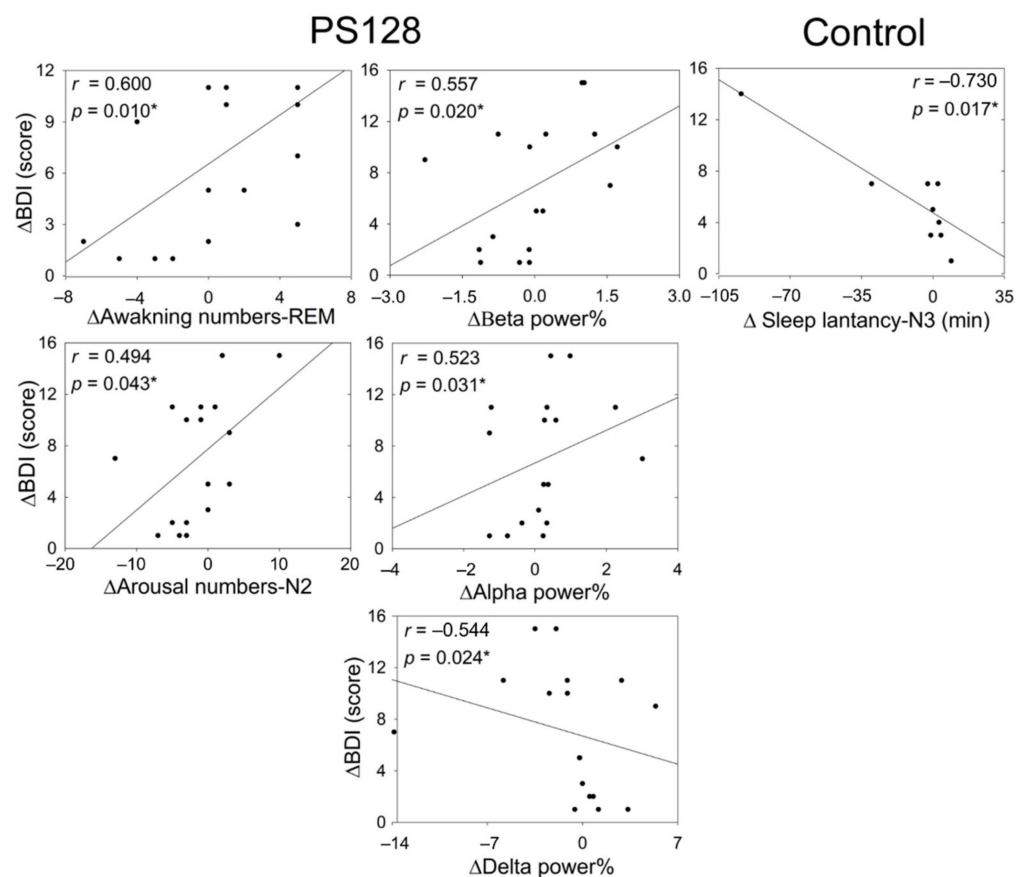 PS128
Control
r = 0.600
p = 0.010*
12
9
6
3
0
ΔBDI (score)
−8
−4
0
4
8
ΔAwakning numbers-REM
r = 0.557
p = 0.020*
16
12
8
4
0
−3.0
−1.5
0.0
1.5
3.0
ΔBeta power%
r = −0.730
p = 0.017*
16
12
8
4
0
−105
−70
−35
0
35
Δ Sleep lantancy-N3 (min)
r = 0.494
p = 0.043*
16
12
8
4
0
ΔBDI (score)
−20
−10
0
10
20
ΔArousal numbers-N2
r = 0.523
p = 0.031*
16
12
8
4
0
−4
−2
0
2
4
ΔAlpha power%
r = −0.544
p = 0.024*
16
12
8
4
0
ΔBDI (score)
−14
−7
0
7
ΔDelta power%